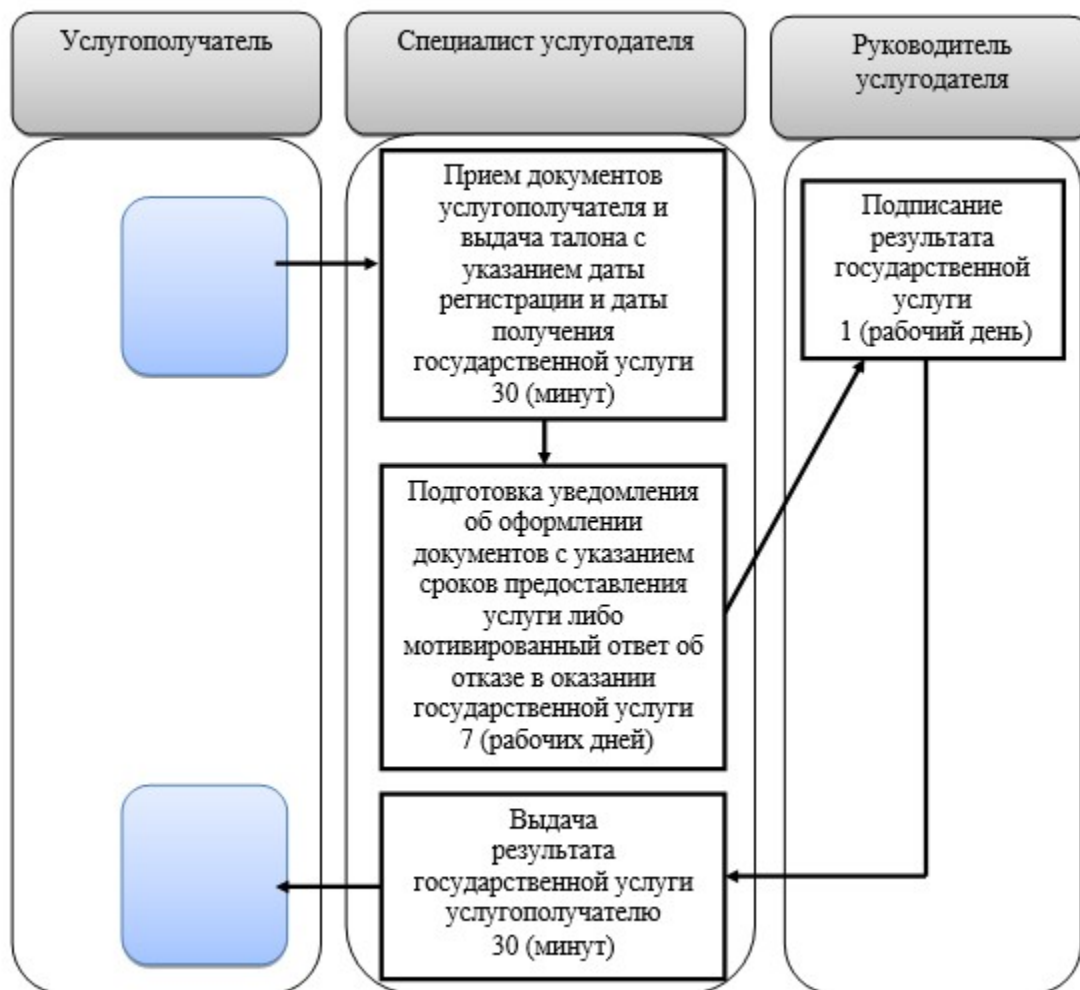 Услугополучатель
Специалист услугодателя
Руководитель
услугодателя
Прием документов
услугополучателя и
выдача талона с
указанием даты
регистрации и даты
получения
государственной услуги
30 (минут)
Подготовка уведомления
об оформлении
документов с указанием
сроков предоставления
услуги либо
мотивированный ответ об
отказе в оказании
государственной услуги
7 (рабочих дней)
Подписание
результата
государственной
услуги
1 (рабочий день)
Выдача
результата
государственной услуги
услугополучателю
30 (минут)